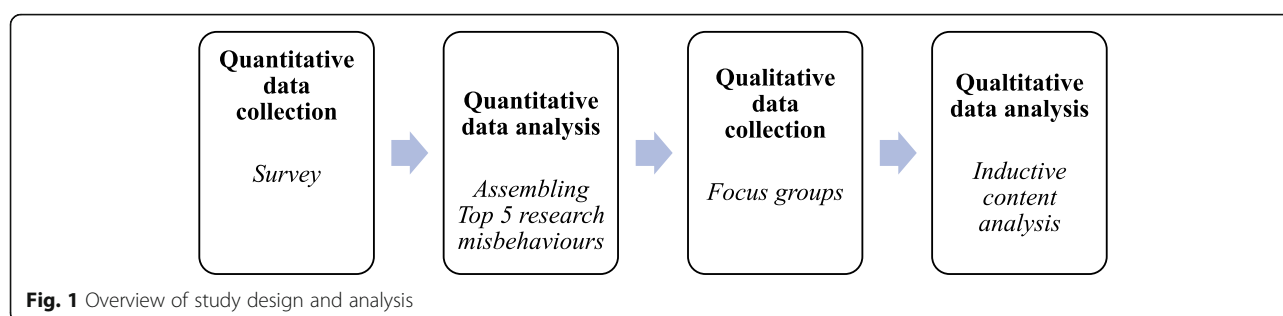 Quantitative
data
collection
Survey
Quantitative
data analysis
Assembling
Top 5 research
misbehaviours
Qualitative
data
collection
Focus groups
Qualtitative
data analysis
Inductive
content
analysis
Fig. 1 Overview of study design and analysis